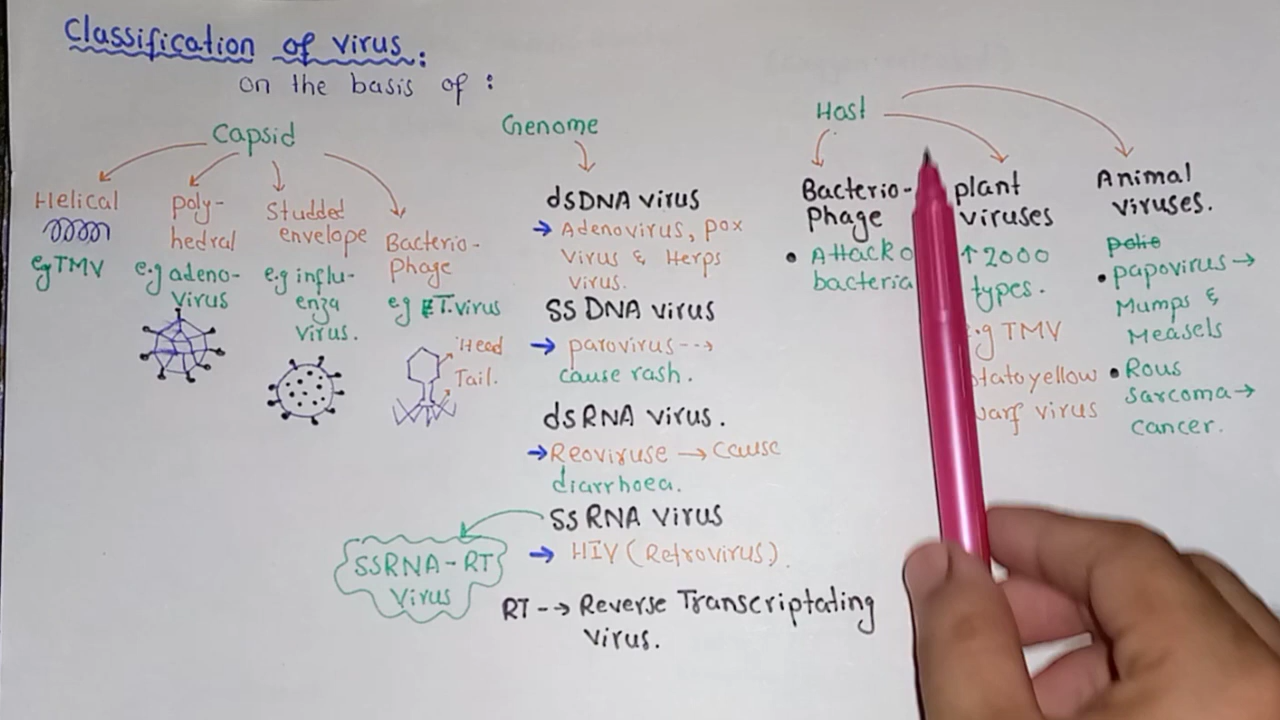 Classification of virus:
on the basis of:
Capsid
Helical
eg TMV
poly-
hedral
e.g adeno-
virus
Studded
envelope
e.g influ-
enza
virus.
Bacterio-
Phage
eg T.virus
Head
Tail.
Genome
dsDNA virus
→ Adenovirus, pox
virus & Herps
virus.
SS DNA virus
→ parovirus --→
cause rash.
dsRNA virus.
→ Reoviruse → cause
diarrhoea.
SS RNA virus
→ HIV (Retrovirus).
SSRNA-RT
virus
RT --→ Reverse Transcriptating
virus.
Host
Bacterio-
Phage
• Attack o
bacteria
plant
viruses
↑ 2000
types.
g TMV
yellow
virus
Animal
viruses.
polio
• papovirus →
Mumps &
Measels
• Rous
sarcoma →
cancer.